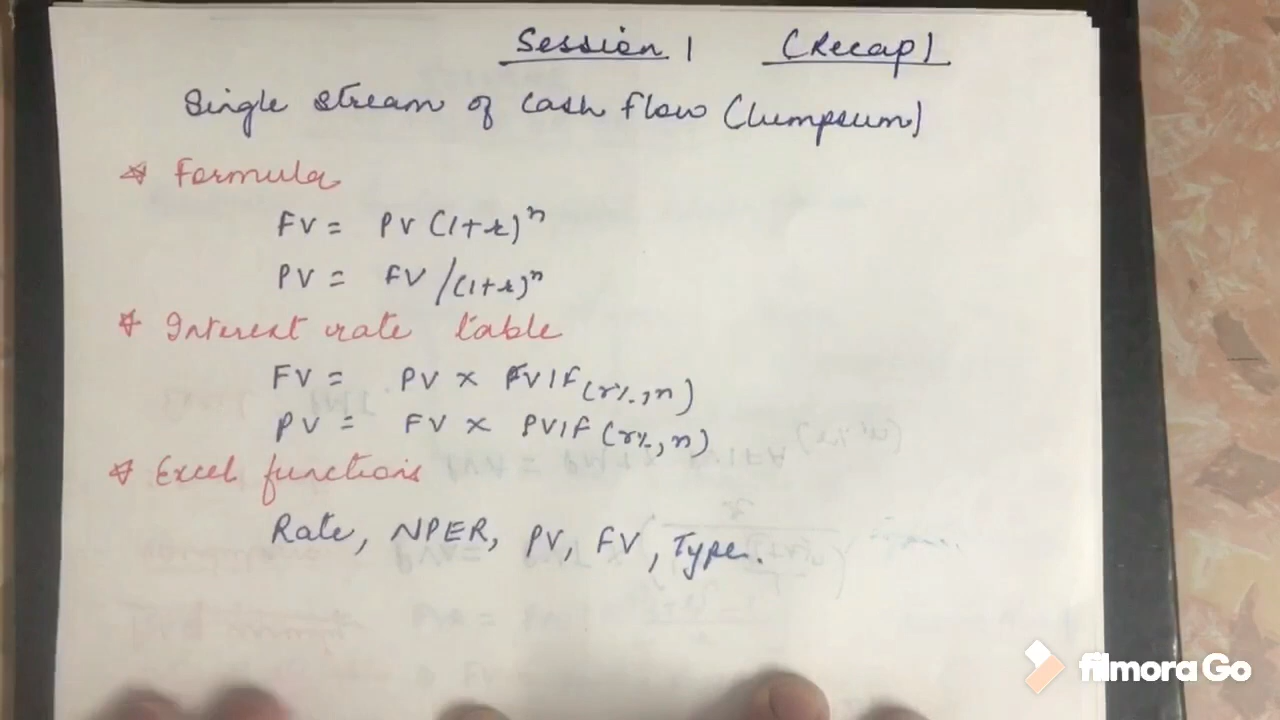 Session 1 (Recap)
Single stream of cash flow (lumpsum)
☆ Formula
FV = PV (1+r)ⁿ
PV = FV /(1+r)ⁿ
☆ Interest rate table
FV = PV × FVIF (r%, n)
PV = FV × PVIF (r%, n)
☆ Excel functions
Rate, NPER, PV, FV, Type.
filmoraGo